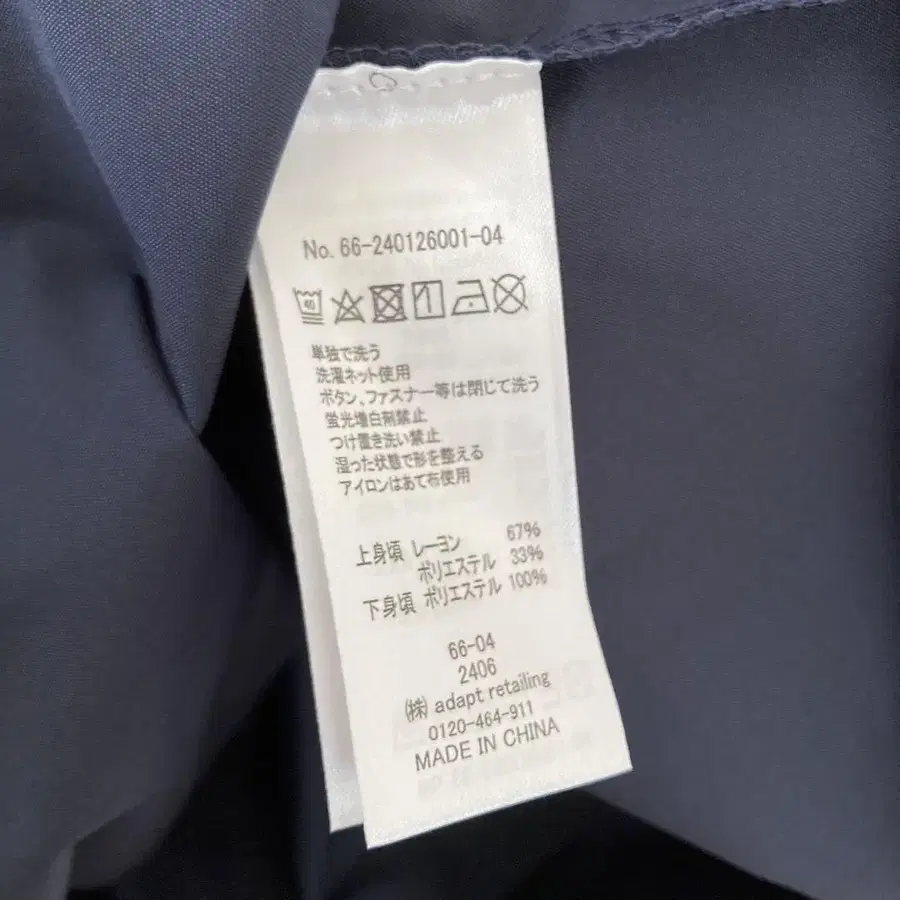 No. 66-240126001-04
40
単独で洗う
洗濯ネット使用
ボタン、ファスナー等は閉じて洗う
蛍光増白剤禁止
つけ置き洗い禁止
湿った状態で形を整える
アイロンはあて布使用
上身頃 レーヨン 67%
ポリエステル 33%
下身頃 ポリエステル 100%
66-04
2406
(株) adapt retailing
0120-464-911
MADE IN CHINA